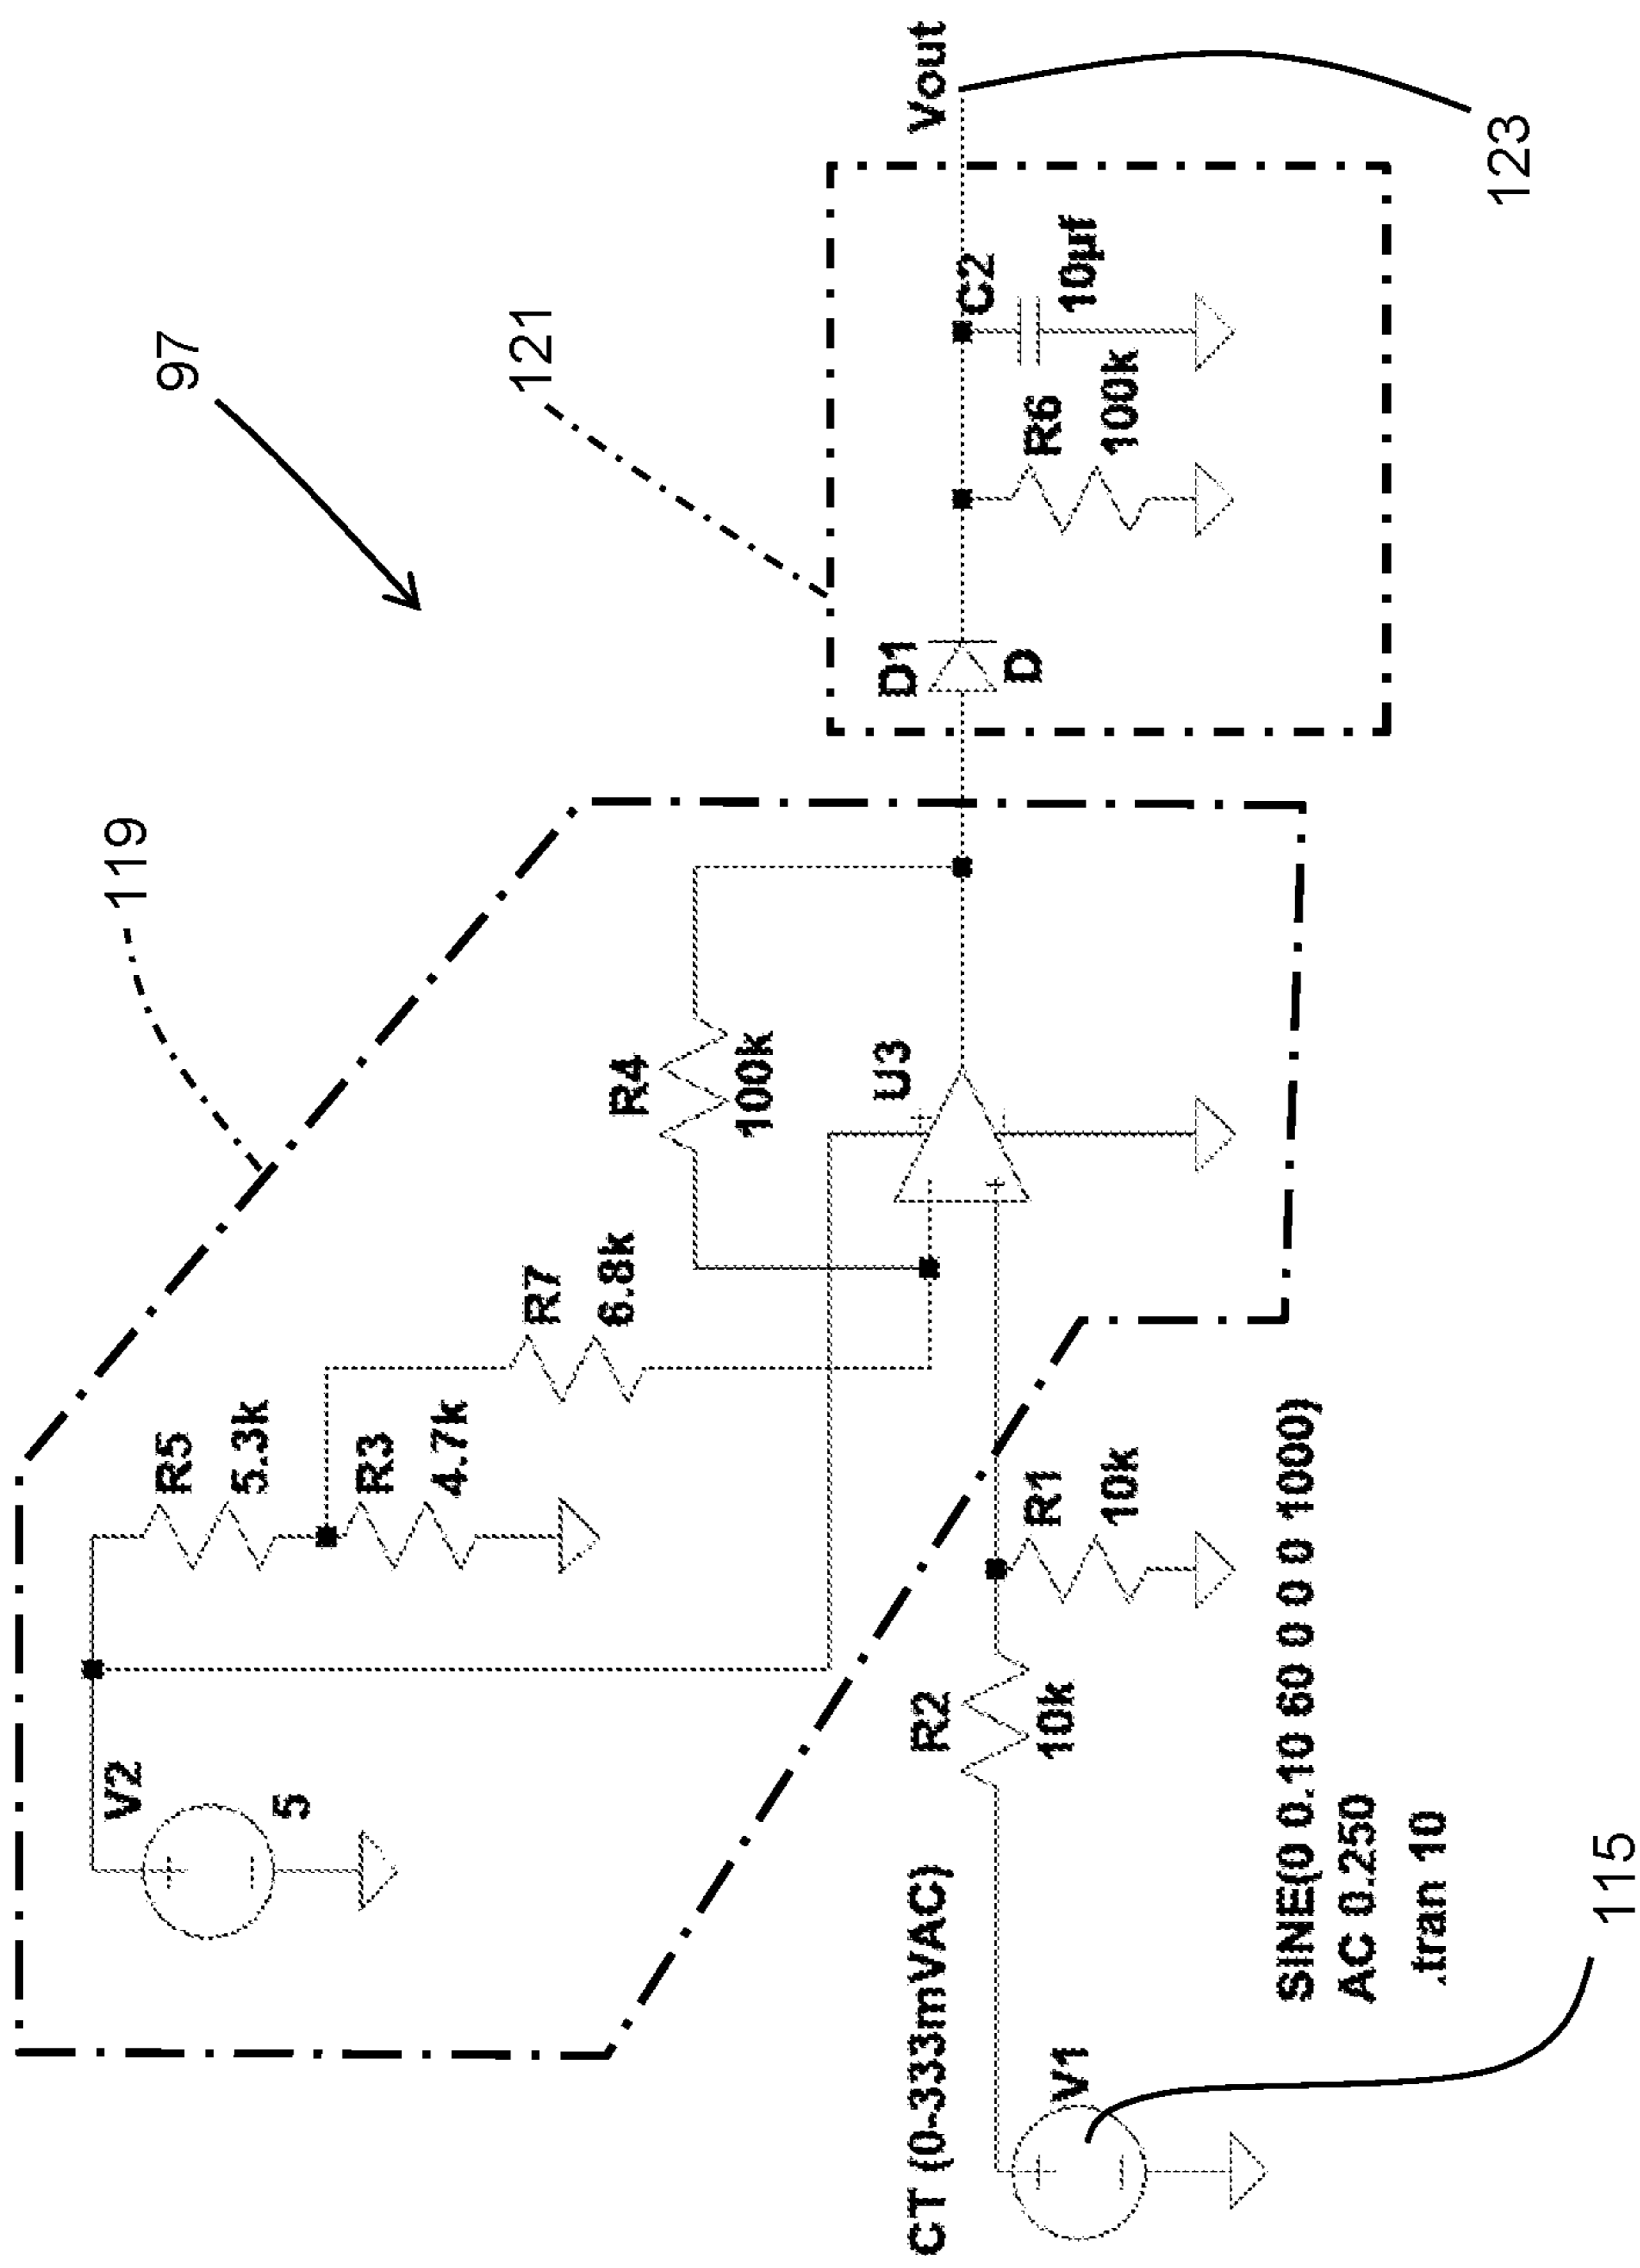 97
119
121
V2
5
R5
5.3k
R3
4.7k
R7
6.8k
R4
100k
U3
D1
D
R6
100k
C2
10µf
Vout
123
CT (0-333mVAC)
R2
10k
R1
10k
V1
SINE(0 0.10 60 0 0 0 1000)
AC 0.250
.tran 10
115